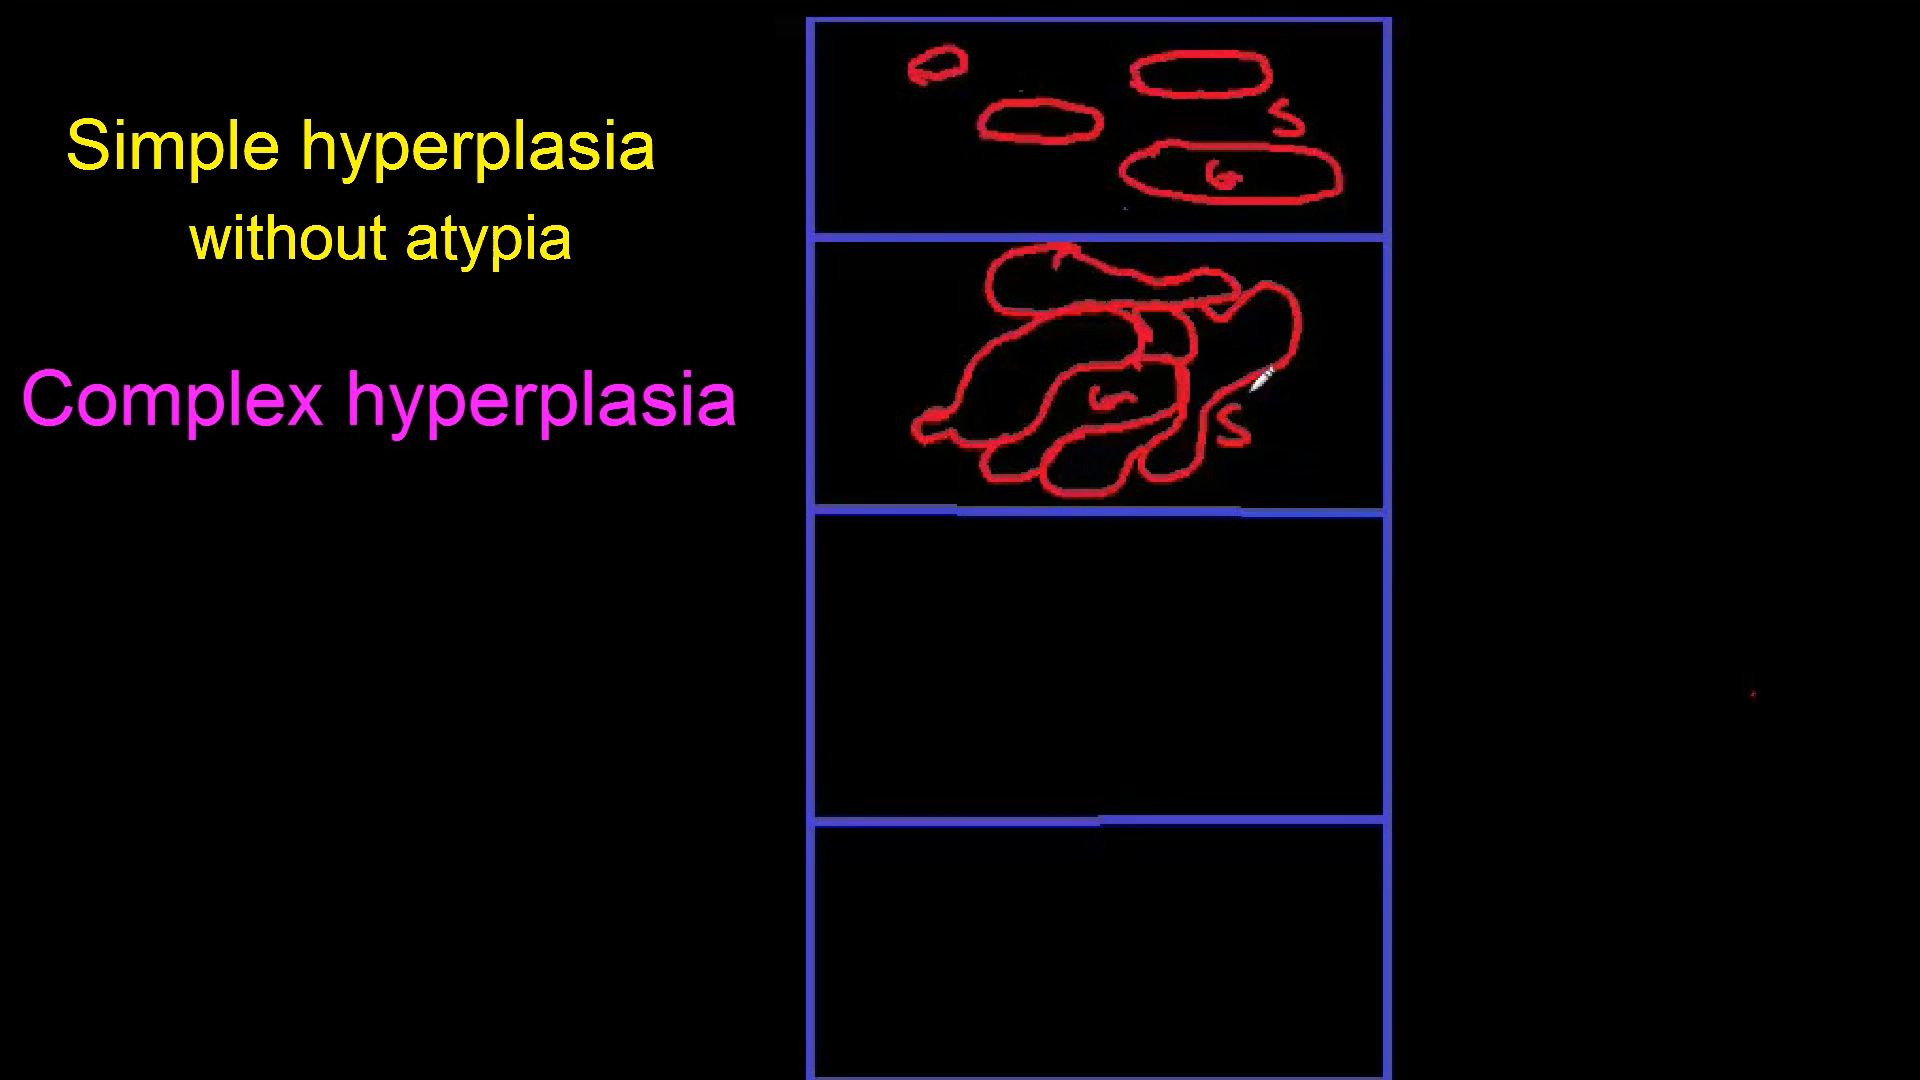 Simple hyperplasia
without atypia
S
G
Complex hyperplasia
G
S